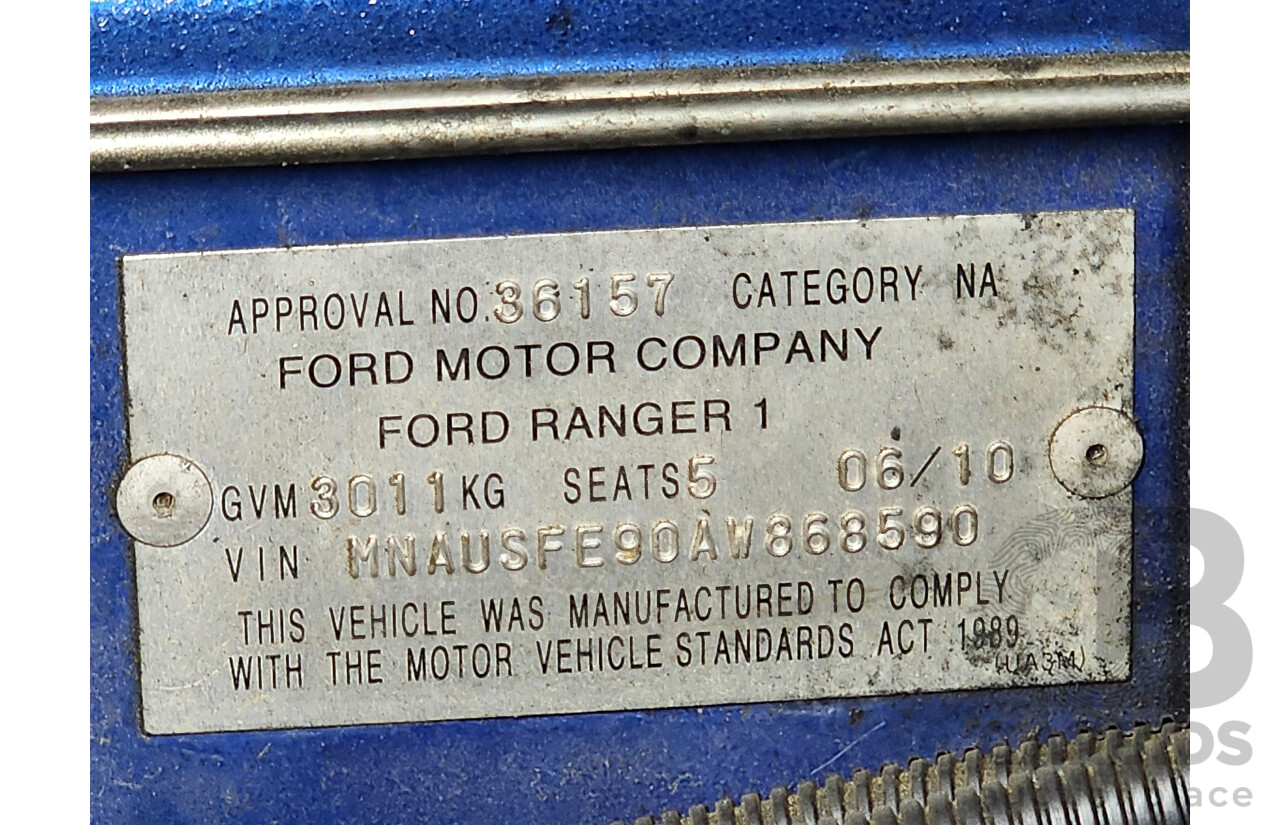 APPROVAL NO. 36157 CATEGORY NA
FORD MOTOR COMPANY
FORD RANGER 1
GVM 3011 KG SEATS 5 06/10
VIN MNAUSFE90AW868590
THIS VEHICLE WAS MANUFACTURED TO COMPLY
WITH THE MOTOR VEHICLE STANDARDS ACT 1989
(UA3M)